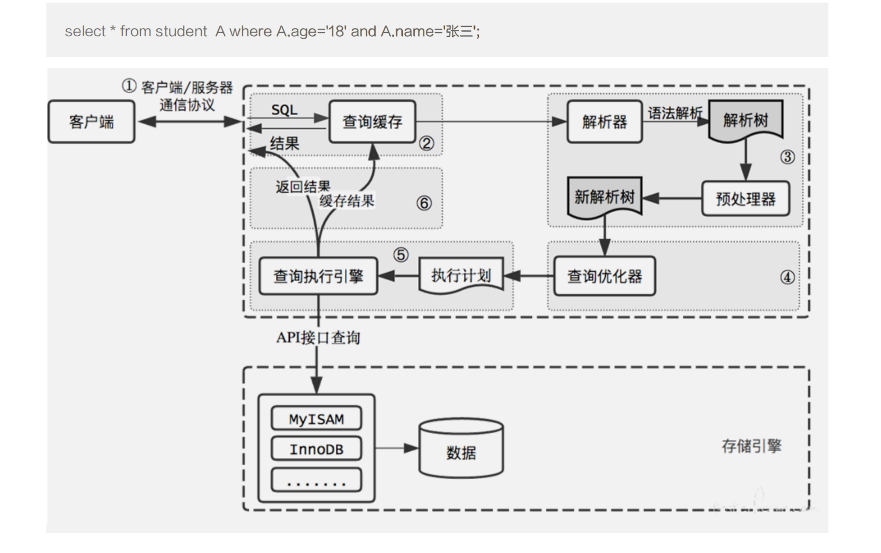 select * from student  A where A.age='18' and A.name='张三';
① 客户端/服务器
通信协议
客户端
SQL
查询缓存
②
结果
解析器
语法解析
解析树
③
预处理器
新解析树
返回结果
缓存结果
⑥
⑤
查询执行引擎
执行计划
查询优化器
④
API接口查询
MyISAM
InnoDB
.......
数据
存储引擎